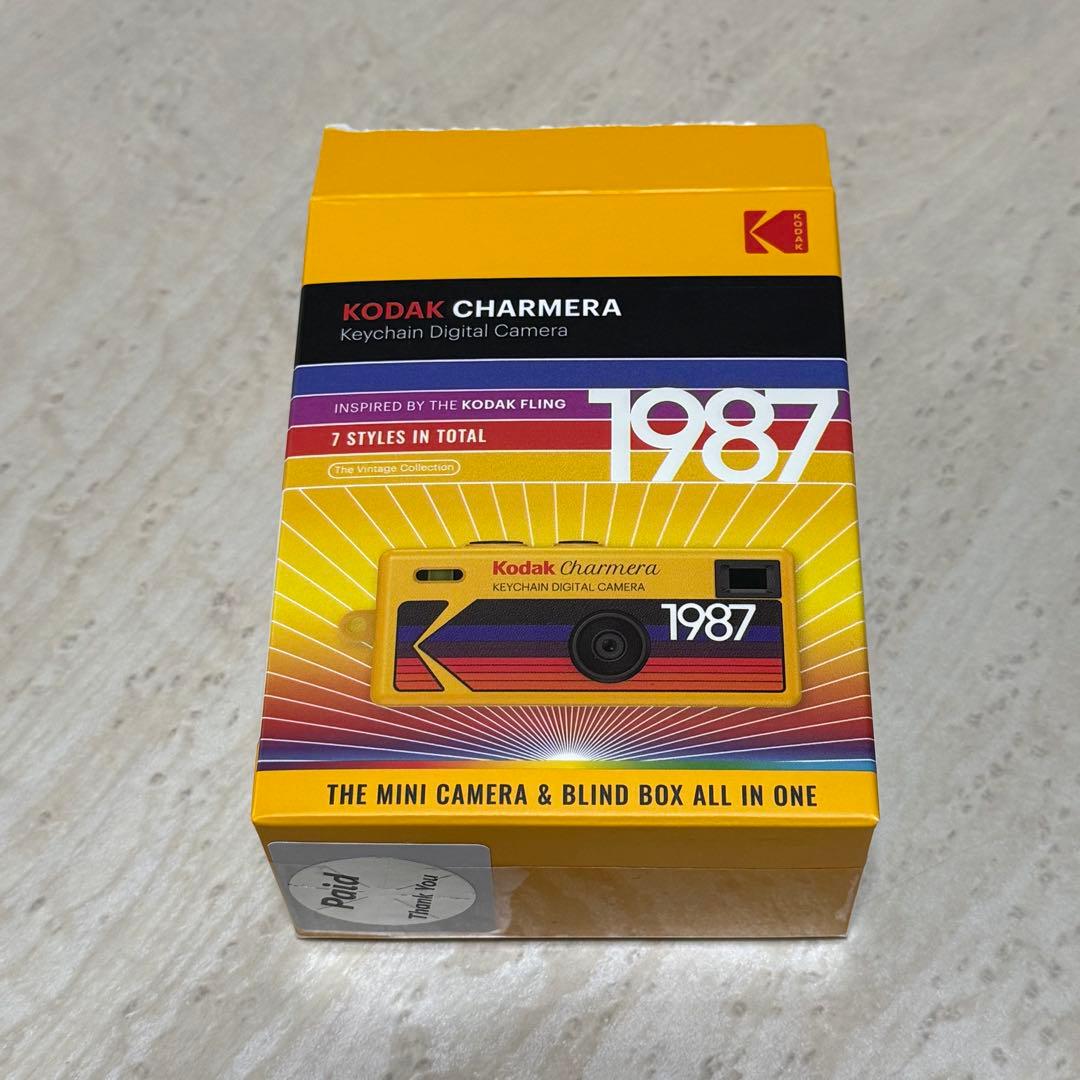 KODAK
KODAK CHARMERA
Keychain Digital Camera
INSPIRED BY THE KODAK FLING
1987
7 STYLES IN TOTAL
The Vintage Collection
Kodak Charmera
KEYCHAIN DIGITAL CAMERA
1987
THE MINI CAMERA & BLIND BOX ALL IN ONE
Paid
Thank You